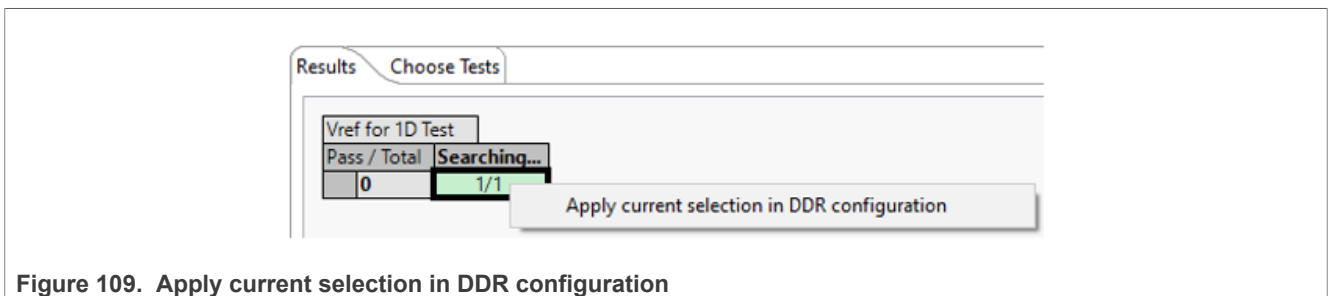 Results Choose Tests
Vref for 1D Test
Pass / Total Searching...
0 1/1
Apply current selection in DDR configuration
Figure 109. Apply current selection in DDR configuration